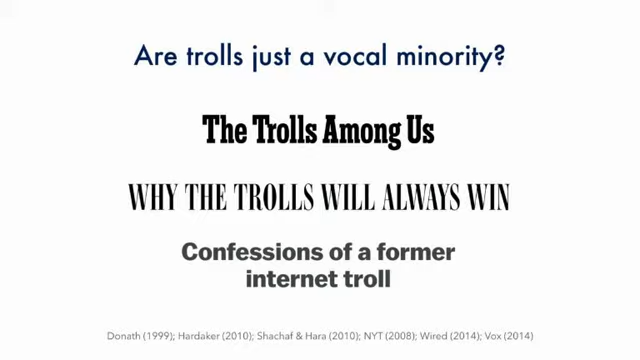 Are trolls just a vocal minority?
The Trolls Among Us
WHY THE TROLLS WILL ALWAYS WIN
Confessions of a former
internet troll
Donath (1999); Hardaker (2010); Shachaf & Hara (2010); NYT (2008); Wired (2014); Vox (2014)